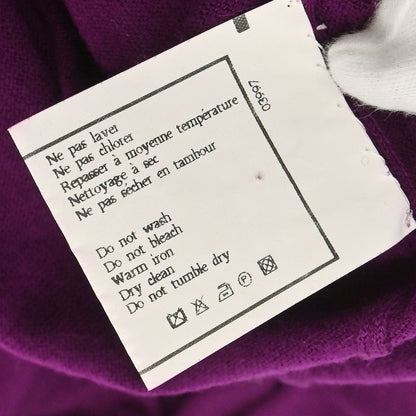 Ne pas laver
Ne pas chlorer
Repasser à moyenne température
Nettoyage à sec
Ne pas sécher en tambour
Do not wash
Do not bleach
Warm iron
Dry clean
Do not tumble dry
P